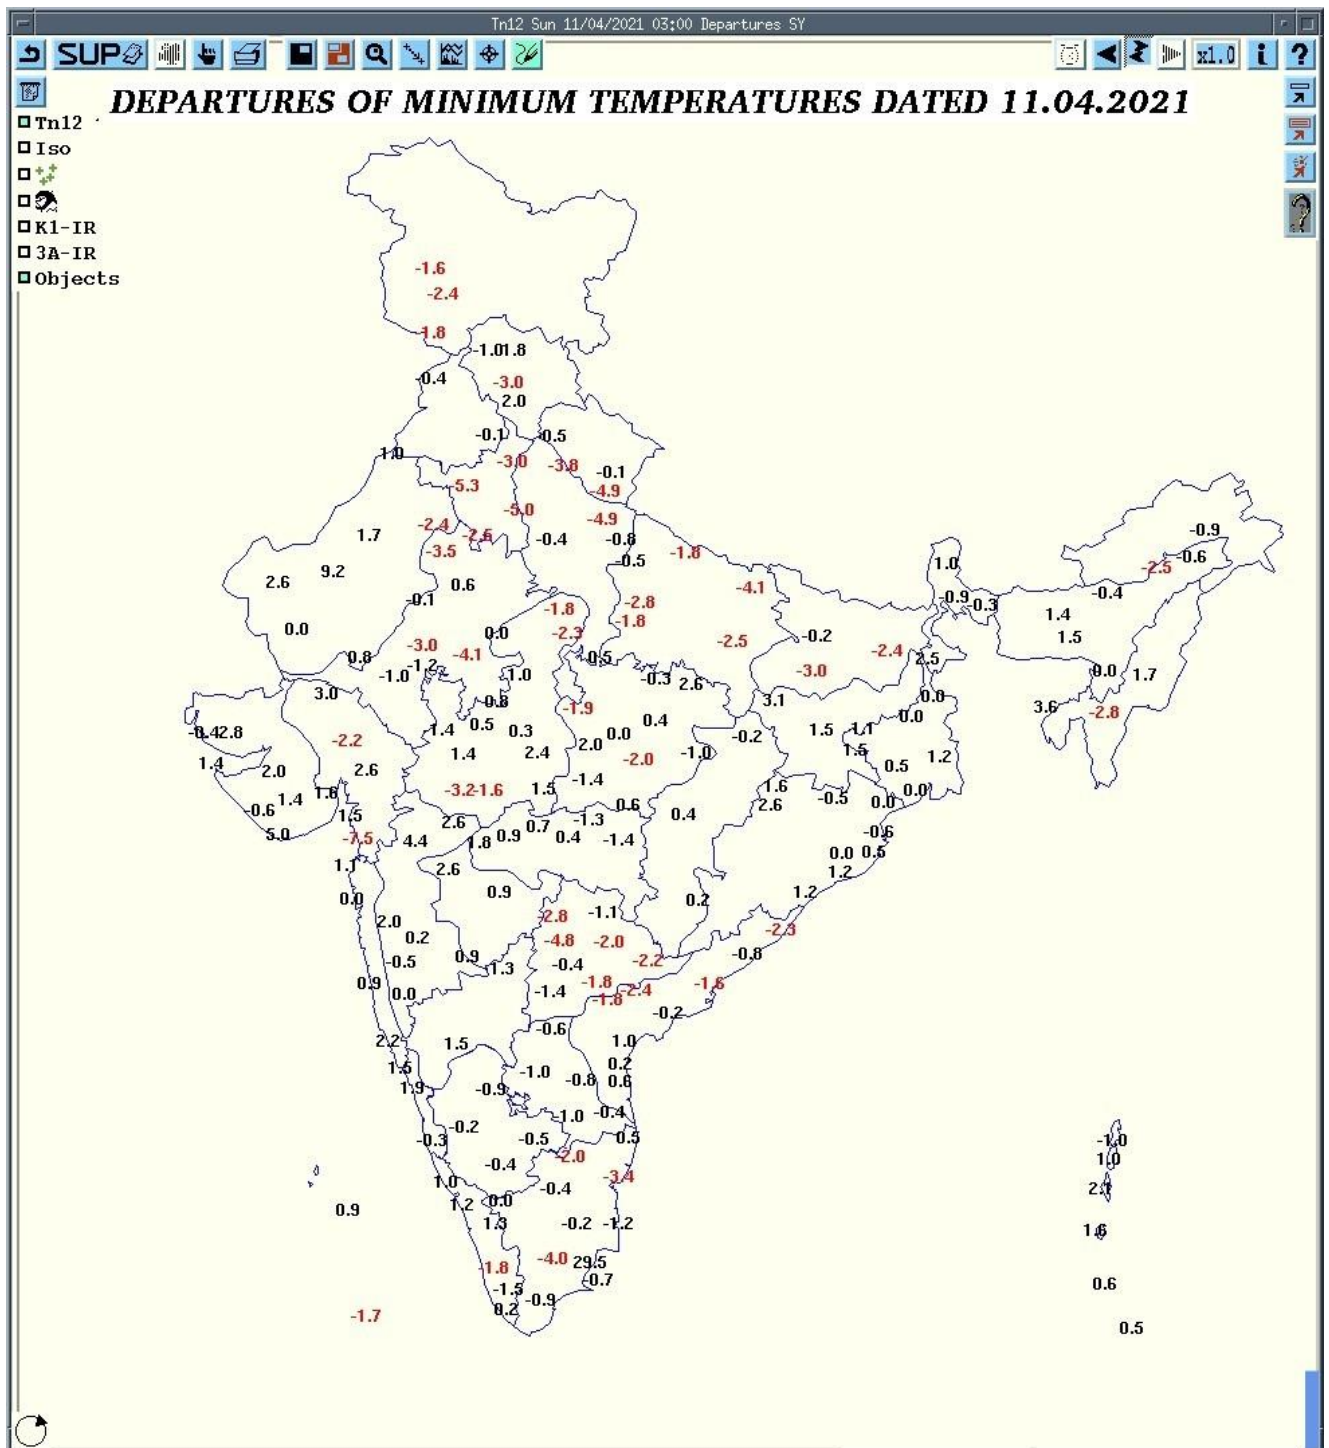 Tn12 Sun 11/04/2021 03:00 Departures SY
SUP
x1.0 i ?
DEPARTURES OF MINIMUM TEMPERATURES DATED 11.04.2021
Tn12
Iso
K1-IR
3A-IR
Objects
-1.6
-2.4
-1.8
-1.0 1.8
-0.4 -3.0
2.0
-0.1 -0.5
1.0 -3.0 -3.8 -0.1
-5.3 -4.9
-5.0 -4.9
-2.4 -2.6 -0.4 -0.8 -0.9
1.7 -3.5 -0.5 -1.8 -0.6
9.2 1.0 -2.5
2.6 0.6 -4.1
-0.1 -1.8 -2.8 -0.9 -0.3 -0.4
0.0 0.0 -2.3 -1.8 -2.5 -0.2 1.4
-3.0 -4.1 -2.4 1.5
0.8 -1.2 0.5 2.5
-1.0 1.0 -0.3 2.6 -3.0 0.0 1.7
3.0 0.8 -1.9 3.1 0.0 3.6 -2.8
-0.4 2.8 -2.2 1.4 0.5 0.3 0.0 0.4 -0.2 1.5 1.1 0.0
1.4 2.0 2.6 1.4 2.4 2.0 -2.0 -1.0 1.5 0.5 1.2
-0.6 1.4 1.6 -3.2 -1.6 1.5 -1.4 1.6 -0.5 0.0 0.0
5.0 1.5 2.6 0.7 0.6 0.4 2.6
-7.5 4.4 1.8 0.9 0.4 -1.3 -1.4 -0.6
1.1 2.6 0.0 0.5
0.0 0.9 0.2 1.2 1.2
2.0 -2.8 -1.1 -2.3
0.2 -4.8 -2.0
-0.5 0.9 1.3 -0.4 -2.2 -0.8
0.9 0.0 -1.4 -1.8 -2.4 -1.6
-1.8 -0.2
2.2 1.5 -0.6 1.0
1.5 -1.0 0.2
1.9 -0.9 -0.8 0.6
-0.2 -1.0 -0.4
-0.3 -0.5 0.5 -1.0
-0.4 -2.0 1.0
1.0 -0.4 -3.4 2.1
0.9 1.2 0.0
1.3 -0.2 -1.2 1.6
-1.8 -4.0 29.5
-1.5 -0.7 0.6
-1.7 0.2 -0.9
0.5